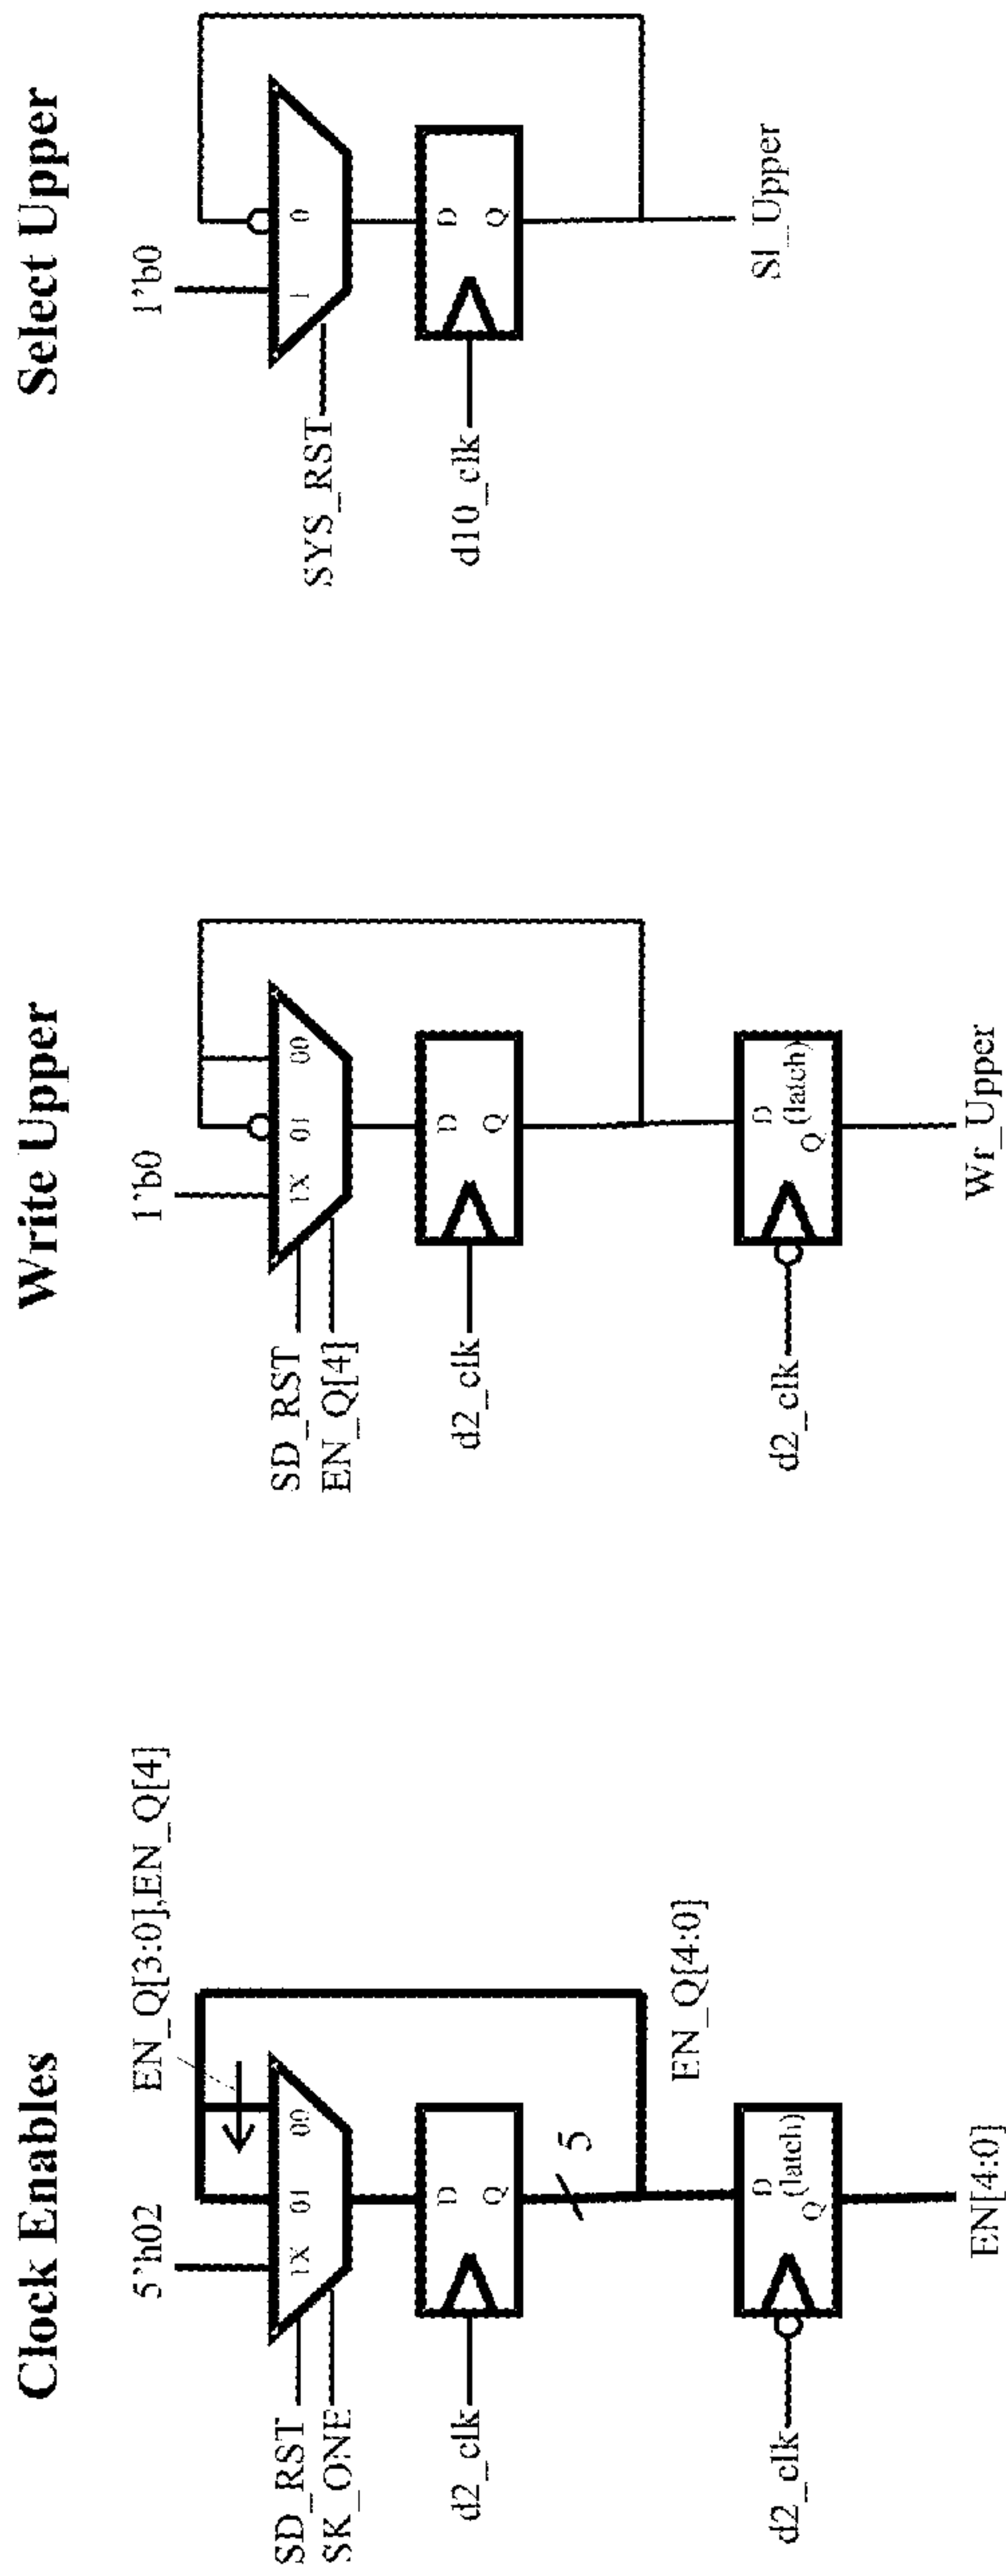 Clock Enables
5"h02
EN_Q[3:0],EN_Q[4]
1X
01
00
SD_RST
SK_ONE
D
Q
d2_clk
5
EN_Q[4:0]
D
Q (latch)
d2_clk
EN[4:0]
Write Upper
1"b0
1X
01
00
SD_RST
EN_Q[4]
D
Q
d2_clk
D
Q (latch)
d2_clk
Wr_Upper
Select Upper
1"b0
1
0
SYS_RST
D
Q
d10_clk
Sl_Upper